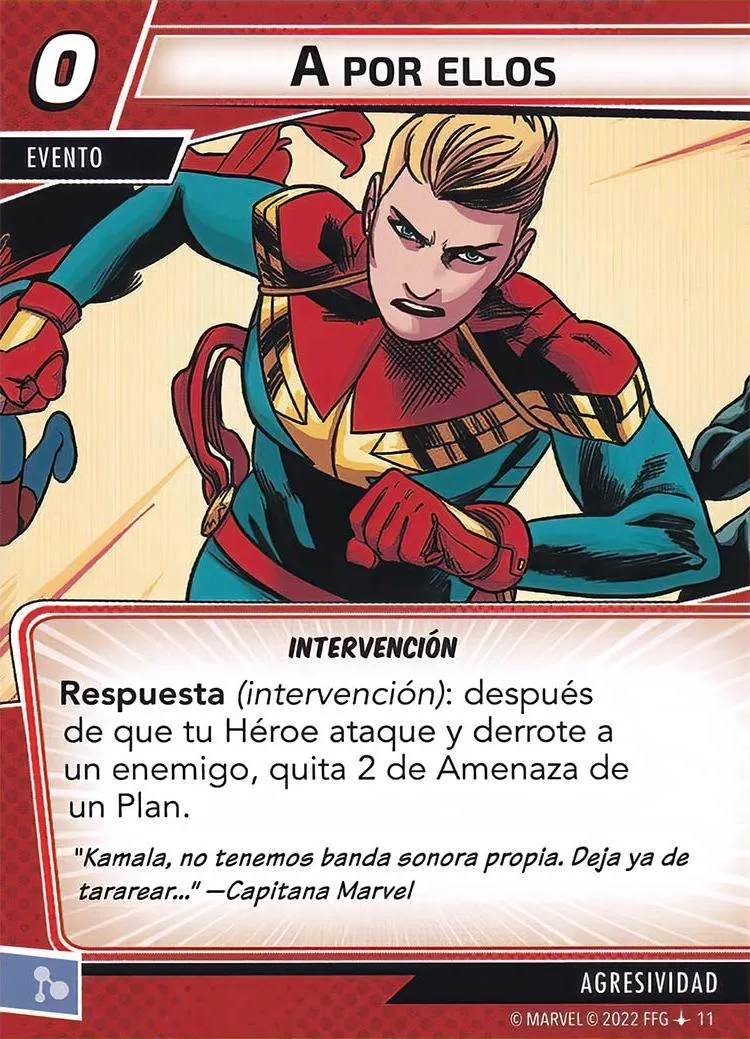 0
A POR ELLOS
EVENTO
INTERVENCIÓN
Respuesta (intervención): después
de que tu Héroe ataque y derrote a
un enemigo, quita 2 de Amenaza de
un Plan.
"Kamala, no tenemos banda sonora propia. Deja ya de
tararear..." —Capitana Marvel
AGRESIVIDAD
© MARVEL © 2022 FFG 11